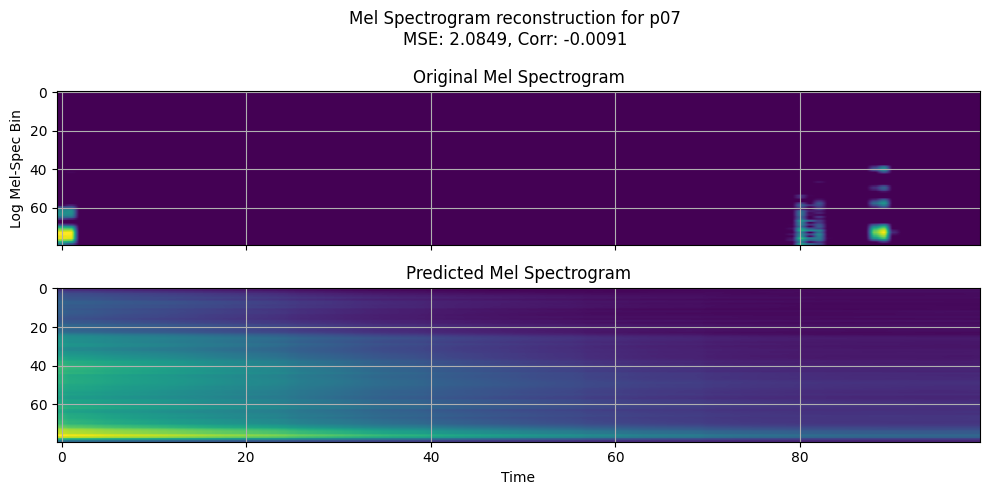 Mel Spectrogram reconstruction for p07
MSE: 2.0849, Corr: -0.0091
Original Mel Spectrogram
Log Mel-Spec Bin
0
20
40
60
Predicted Mel Spectrogram
0
20
40
60
0 20 40 60 80
Time